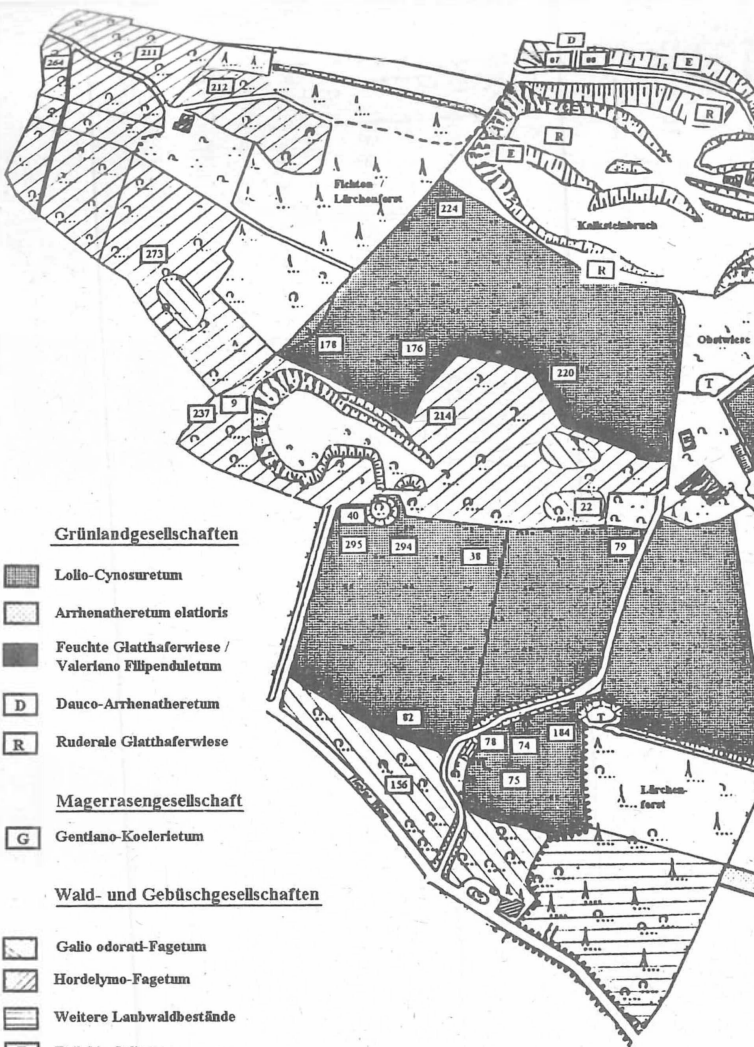 D
211
07 08
264
E
212
R
R
E
Fichten /
Lärchenforst
224
Kalksteinbruch
273
R
178
176
Obstwiese
220
T
237
9
214
22
40
295
294
38
79
Grünlandgesellschaften
Lolio-Cynosuretum
Arrhenatheretum elatioris
Feuchte Glatthaferwiese /
Valeriano Filipenduletum
D Dauco-Arrhenatheretum
R Ruderale Glatthaferwiese
82
78
74
184
T
75
156
Lärchen-
forst
Magerrasengesellschaft
G Gentiano-Koelerietum
Wald- und Gebüschgesellschaften
Galio odorati-Fagetum
Hordelymo-Fagetum
Weitere Laubwaldbestände